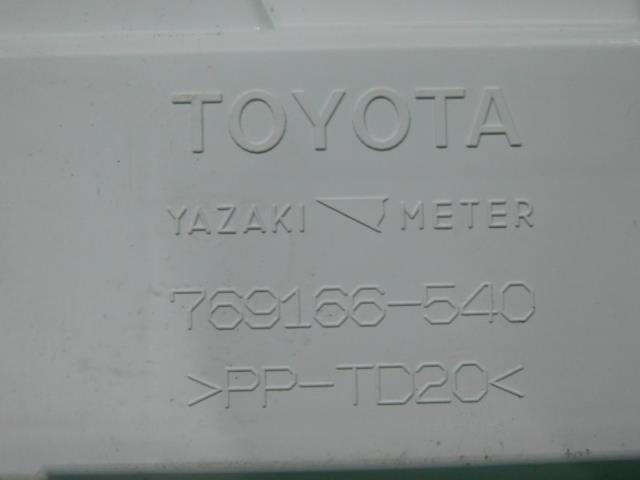 TOYOTA
YAZAKI METER
769166-540
>PP-TD20<